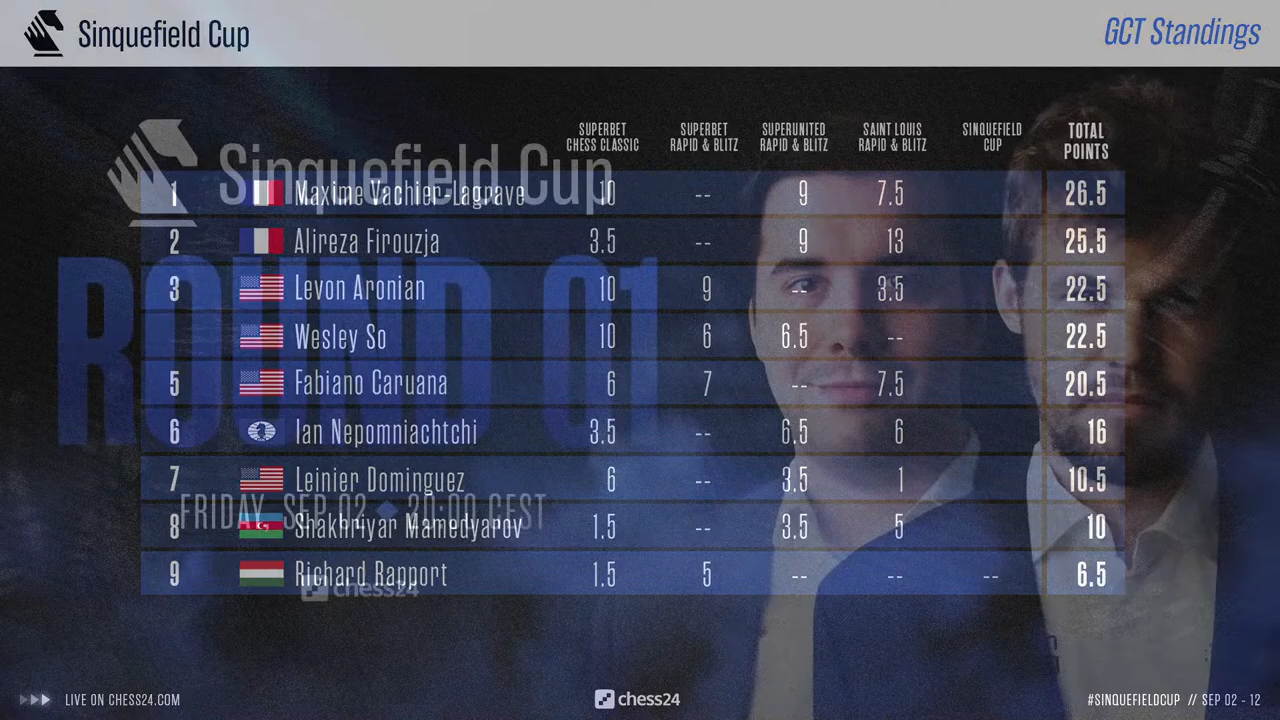 Sinquefield Cup
GCT Standings
SUPERBET CHESS CLASSIC
SUPERBET RAPID & BLITZ
SUPERUNITED RAPID & BLITZ
SAINT LOUIS RAPID & BLITZ
SINQUEFIELD CUP
TOTAL POINTS
Sinquefield Cup
1 Maxime Vachier-Lagrave 10 -- 9 7.5 26.5
2 Alireza Firouzja 3.5 -- 9 13 25.5
3 Levon Aronian 10 9 -- 3.5 22.5
Wesley So 10 6 6.5 -- 22.5
5 Fabiano Caruana 6 7 -- 7.5 20.5
6 Ian Nepomniachtchi 3.5 -- 6.5 6 16
7 Leinier Dominguez 6 3.5 1 10.5
8 Shakhriyar Mamedyarov 1.5 -- 3.5 5 10
9 Richard Rapport 1.5 5 -- -- -- 6.5
ROUND 01
FRIDAY, SEP 02 ◆ 20:00 CEST
chess24
LIVE ON CHESS24.COM
chess24
#SINQUEFIELDCUP // SEP 02 - 12